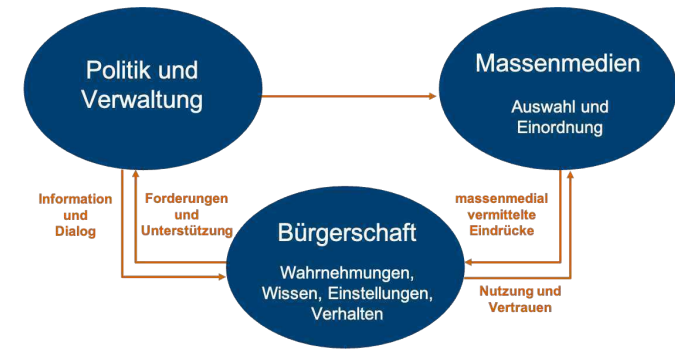 Politik und
Verwaltung
Massenmedien
Auswahl und
Einordnung
Information
und
Dialog
Forderungen
und
Unterstützung
massenmedial
vermittelte
Eindrücke
Bürgerschaft
Wahrnehmungen,
Wissen, Einstellungen,
Verhalten
Nutzung und
Vertrauen